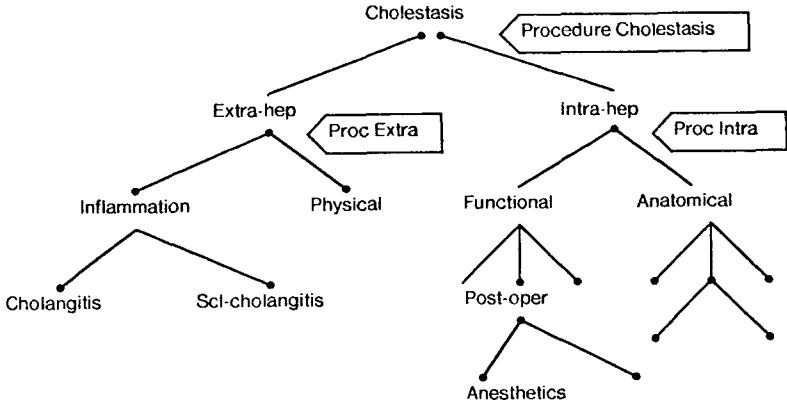 Cholestasis
Procedure Cholestasis
Extra-hep
Intra-hep
Proc Extra
Proc Intra
Inflammation
Physical
Functional
Anatomical
Cholangitis
Scl-cholangitis
Post-oper
Anesthetics